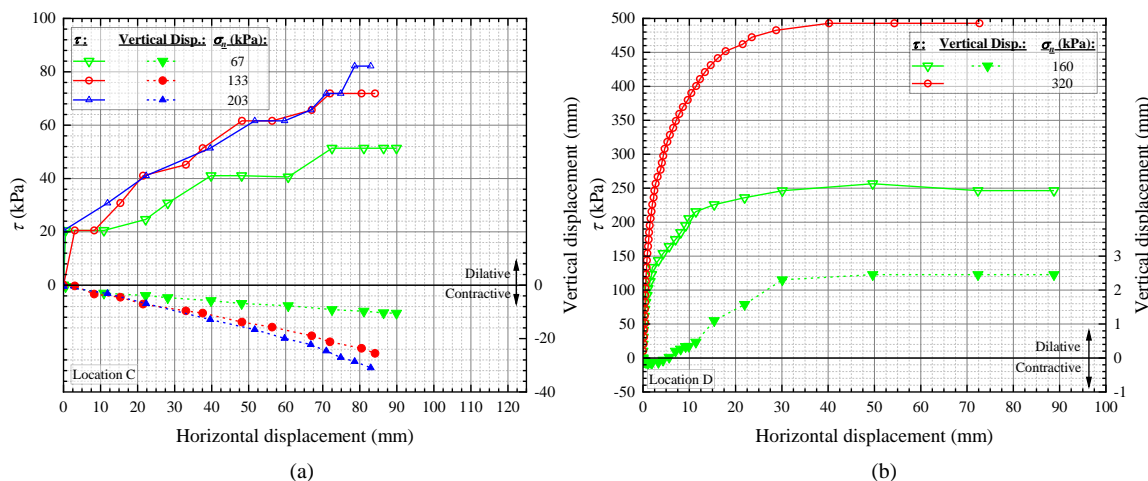 τ: Vertical Disp.: σn (kPa):
67
133
203
100
80
60
40
20
0
τ (kPa)
0
-20
-40
Vertical displacement (mm)
Dilative
Contractive
Location C
0 10 20 30 40 50 60 70 80 90 100 120
Horizontal displacement (mm)
(a)
τ: Vertical Disp.: σn (kPa):
160
320
500
450
400
350
300
250
200
150
100
50
0
-50
τ (kPa)
3
2
1
0
-1
Vertical displacement (mm)
Dilative
Contractive
Location D
0 10 20 30 40 50 60 70 80 90 100
Horizontal displacement (mm)
(b)